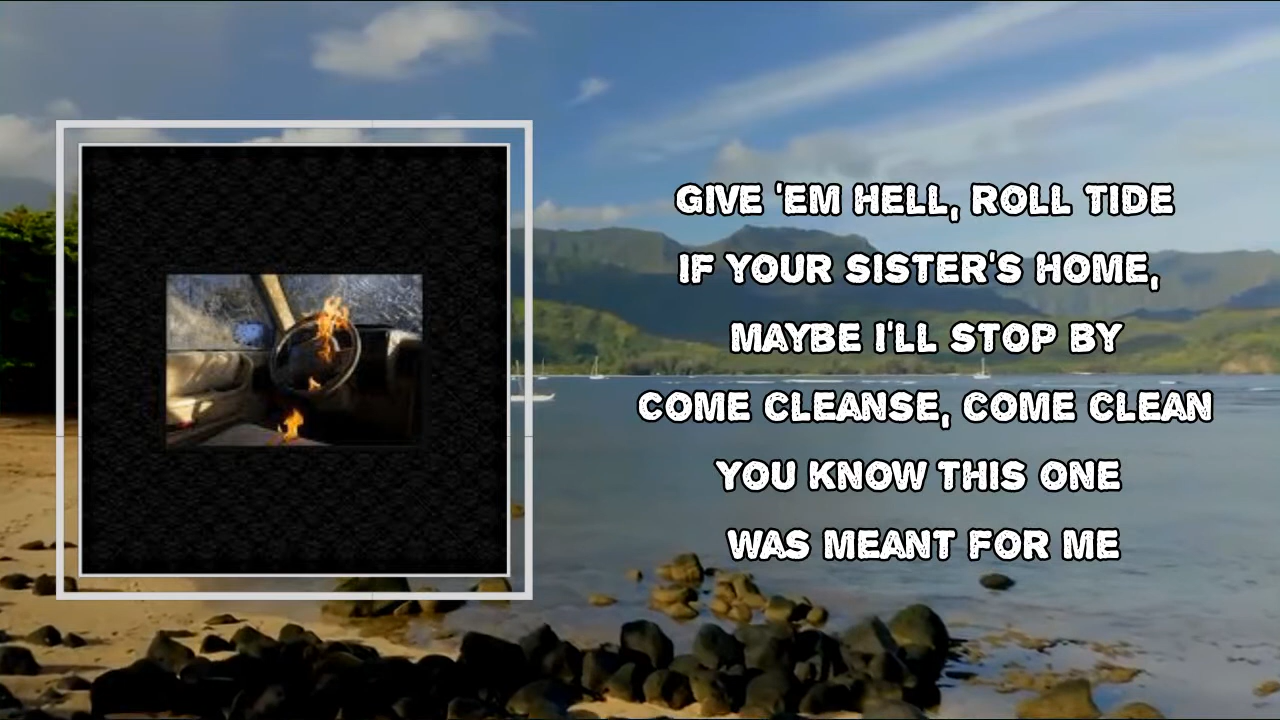 GIVE 'EM HELL, ROLL TIDE
IF YOUR SISTER'S HOME,
MAYBE I'LL STOP BY
COME CLEANSE, COME CLEAN
YOU KNOW THIS ONE
WAS MEANT FOR ME